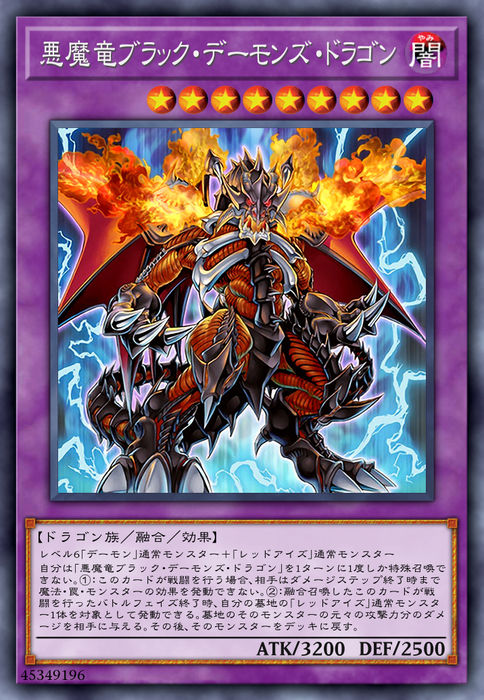 悪魔竜ブラック・デーモンズ・ドラゴン
やみ
闇
【ドラゴン族／融合／効果】
レベル6「デーモン」通常モンスター＋「レッドアイズ」通常モンスター
自分は「悪魔竜ブラック・デーモンズ・ドラゴン」を1ターンに1度しか特殊召喚で
きない。①：このカードが戦闘を行う場合、相手はダメージステップ終了時まで
魔法・罠・モンスターの効果を発動できない。②：融合召喚したこのカードが戦闘
を行ったバトルフェイズ終了時、自分の墓地の「レッドアイズ」通常モンスタ
ー1体を対象として発動できる。墓地のそのモンスターの元々の攻撃力分のダメ
ージを相手に与える。その後、そのモンスターをデッキに戻す。
ATK/3200 DEF/2500
45349196